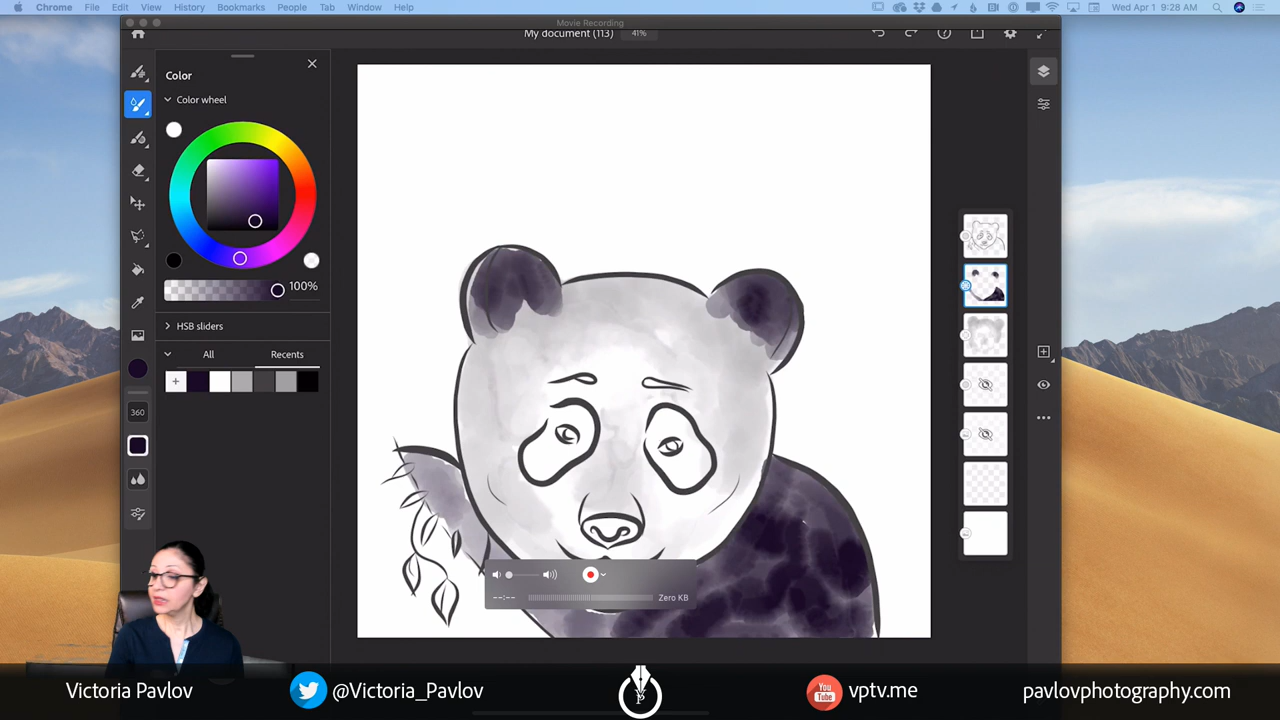 Chrome File Edit View History Bookmarks People Tab Window Help
Wed Apr 1 9:28 AM
Movie Recording
My document (113) 41%
Color
Color wheel
100%
HSB sliders
All Recents
360
--:-- Zero KB
Victoria Pavlov @Victoria_Pavlov You Tube vptv.me pavlovphotography.com